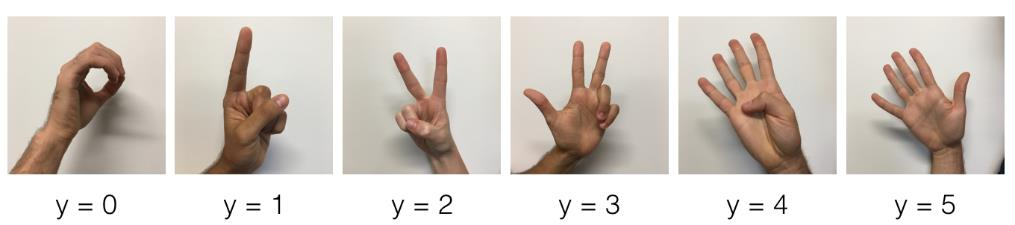 y = 0 y = 1 y = 2 y = 3 y = 4 y = 5